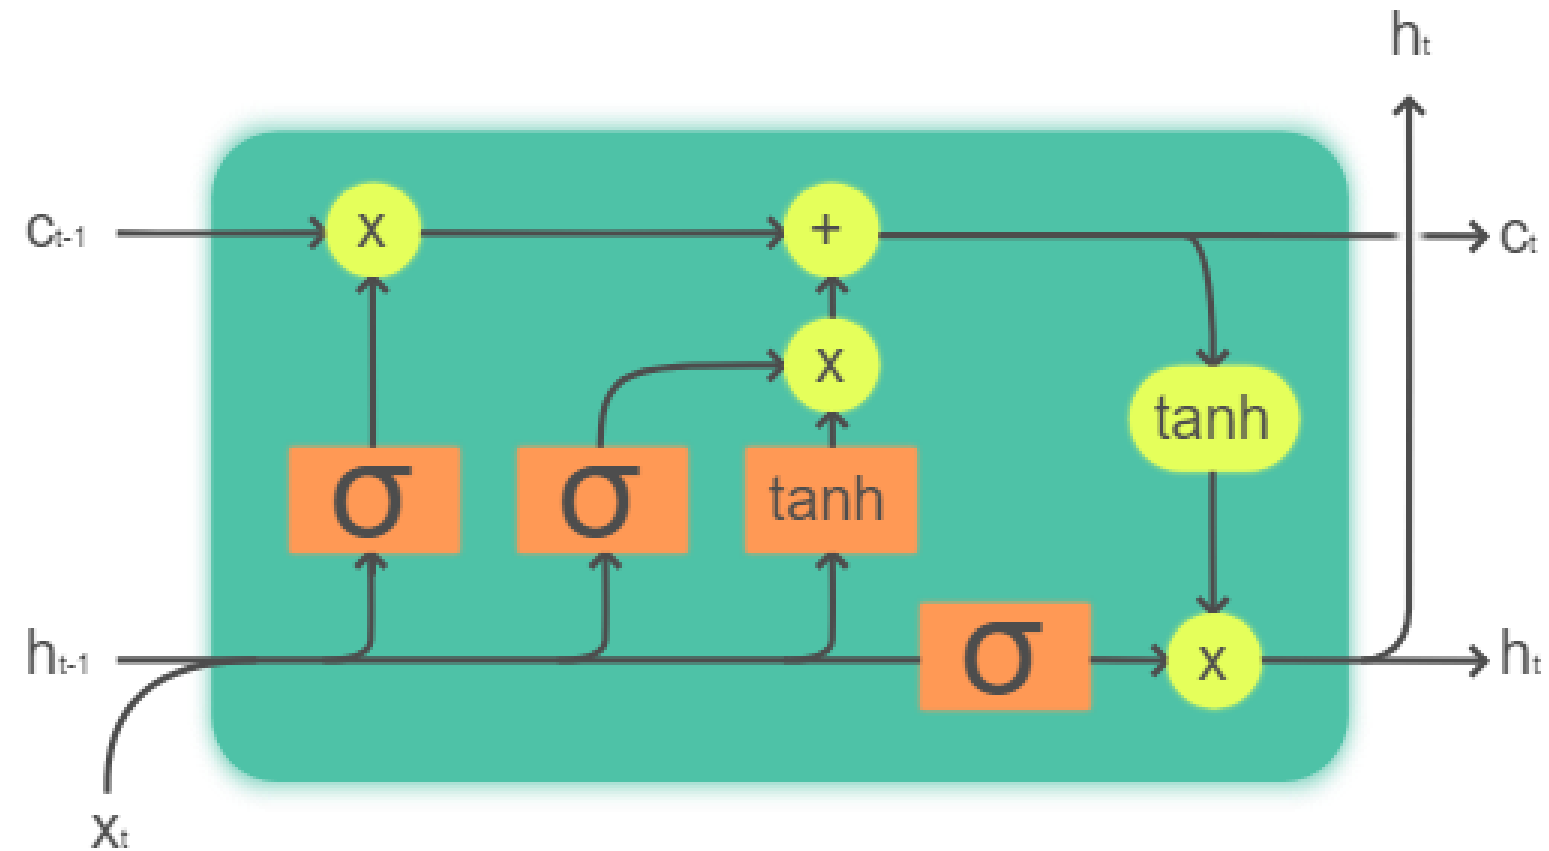 hₜ
cₜ₋₁ x + cₜ
x
tanh
σ σ tanh
hₜ₋₁ σ x hₜ
xₜ